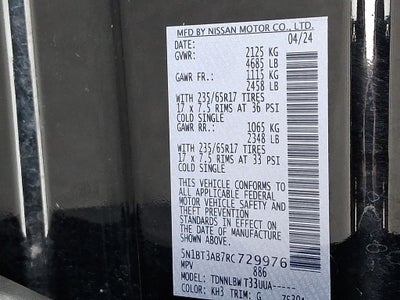 MFD BY NISSAN MOTOR CO., LTD.
DATE: 04/24
GVWR: 2125 KG
4685 LB
GAWR FR.: 1115 KG
2458 LB
WITH 235/65R17 TIRES
17 x 7.5 RIMS AT 36 PSI
COLD SINGLE
GAWR RR.: 1065 KG
2348 LB
WITH 235/65R17 TIRES
17 x 7.5 RIMS AT 33 PSI
COLD SINGLE
THIS VEHICLE CONFORMS TO
ALL APPLICABLE FEDERAL
MOTOR VEHICLE SAFETY AND
THEFT PREVENTION
STANDARDS IN EFFECT ON
THE DATE OF MANUFACTURE
SHOWN ABOVE.
5N1BT3AB7RC729976
MPV 886
MODEL: TDNNLBW T33UUA-----
COLOR: KH3 TRIM: G